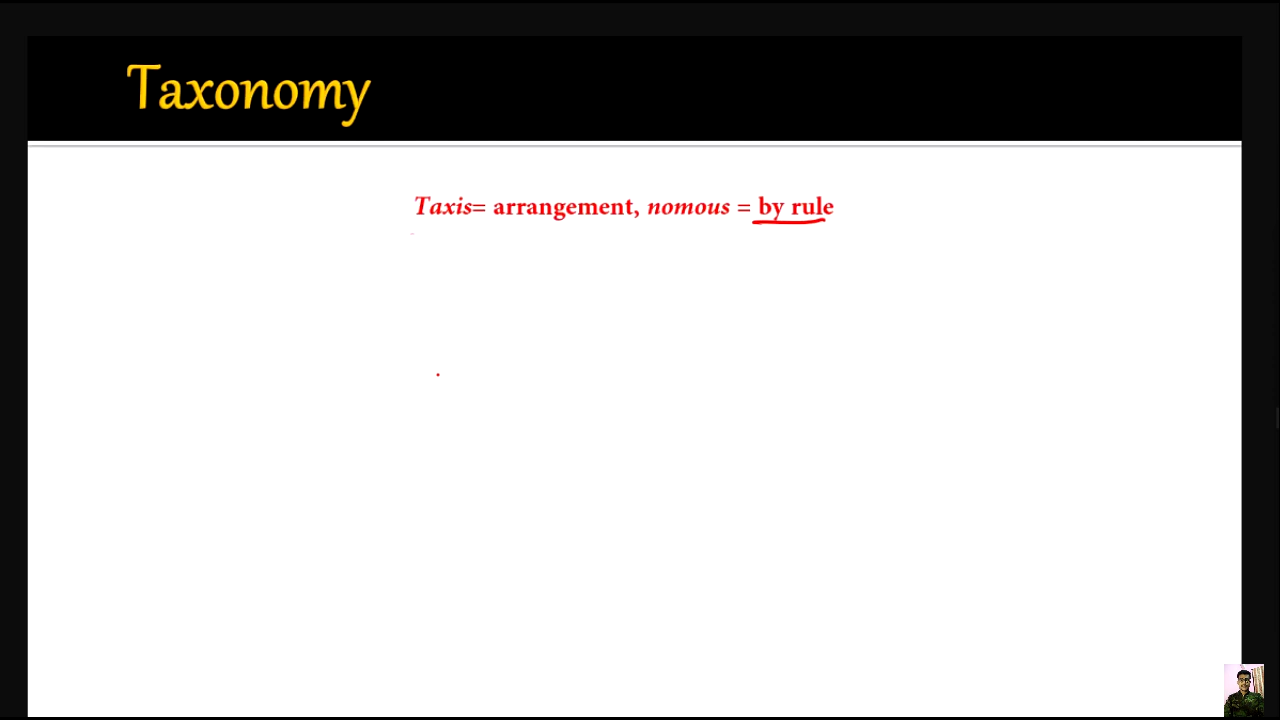 Taxonomy
Taxis= arrangement, nomous = by rule